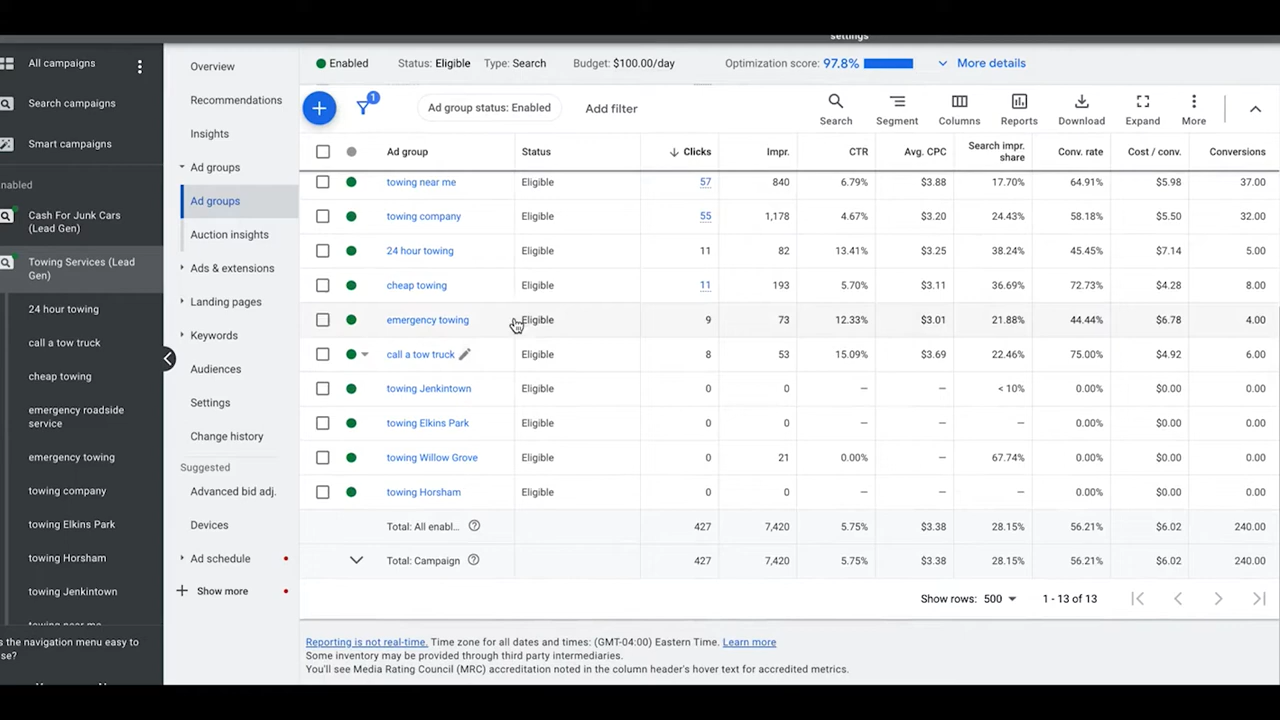 settings
All campaigns
Search campaigns
Smart campaigns
nabled
Cash For Junk Cars
(Lead Gen)
Towing Services (Lead
Gen)
24 hour towing
call a tow truck
cheap towing
emergency roadside
service
emergency towing
towing company
towing Elkins Park
towing Horsham
towing Jenkintown
towing near me
s the navigation menu easy to
se?
Overview
Recommendations
Insights
Ad groups
Ad groups
Auction insights
Ads & extensions
Landing pages
Keywords
Audiences
Settings
Change history
Suggested
Advanced bid adj.
Devices
Ad schedule
Show more
Enabled Status: Eligible Type: Search Budget: $100.00/day Optimization score: 97.8% More details
1 Ad group status: Enabled Add filter Search Segment Columns Reports Download Expand More
Ad group Status Clicks Impr. CTR Avg. CPC Search impr. share Conv. rate Cost / conv. Conversions
towing near me Eligible 57 840 6.79% $3.88 17.70% 64.91% $5.98 37.00
towing company Eligible 55 1,178 4.67% $3.20 24.43% 58.18% $5.50 32.00
24 hour towing Eligible 11 82 13.41% $3.25 38.24% 45.45% $7.14 5.00
cheap towing Eligible 11 193 5.70% $3.11 36.69% 72.73% $4.28 8.00
emergency towing Eligible 9 73 12.33% $3.01 21.88% 44.44% $6.78 4.00
call a tow truck Eligible 8 53 15.09% $3.69 22.46% 75.00% $4.92 6.00
towing Jenkintown Eligible 0 0 — — < 10% 0.00% $0.00 0.00
towing Elkins Park Eligible 0 0 — — — 0.00% $0.00 0.00
towing Willow Grove Eligible 0 21 0.00% — 67.74% 0.00% $0.00 0.00
towing Horsham Eligible 0 0 — — — 0.00% $0.00 0.00
Total: All enabl... 427 7,420 5.75% $3.38 28.15% 56.21% $6.02 240.00
Total: Campaign 427 7,420 5.75% $3.38 28.15% 56.21% $6.02 240.00
Show rows: 500 1 - 13 of 13
Reporting is not real-time. Time zone for all dates and times: (GMT-04:00) Eastern Time. Learn more
Some inventory may be provided through third party intermediaries.
You'll see Media Rating Council (MRC) accreditation noted in the column header's hover text for accredited metrics.